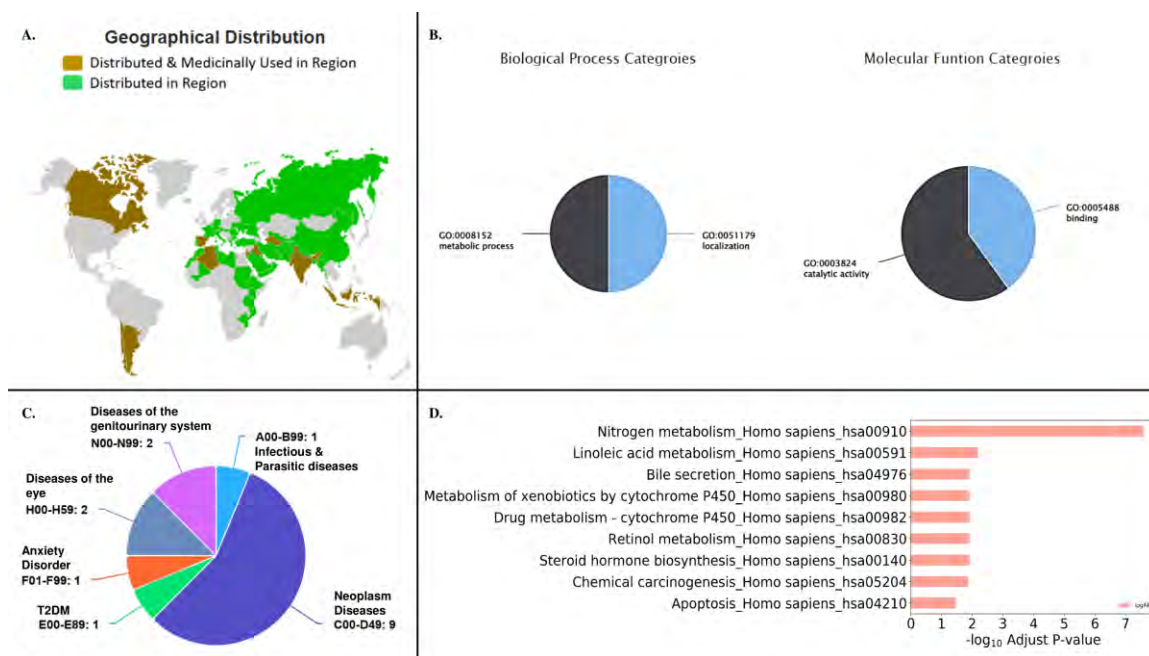 A.
Geographical Distribution
Distributed & Medicinally Used in Region
Distributed in Region
B.
Biological Process Categroies
GO:0008152
metabolic process
GO:0051179
localization
Molecular Funtion Categroies
GO:0005488
binding
GO:0003824
catalytic activity
C.
Diseases of the
genitourinary system
N00-N99: 2
A00-B99: 1
Infectious &
Parasitic diseases
Diseases of the
eye
H00-H59: 2
Anxiety
Disorder
F01-F99: 1
T2DM
E00-E89: 1
Neoplasm
Diseases
C00-D49: 9
D.
Nitrogen metabolism_Homo sapiens_hsa00910
Linoleic acid metabolism_Homo sapiens_hsa00591
Bile secretion_Homo sapiens_hsa04976
Metabolism of xenobiotics by cytochrome P450_Homo sapiens_hsa00980
Drug metabolism - cytochrome P450_Homo sapiens_hsa00982
Retinol metabolism_Homo sapiens_hsa00830
Steroid hormone biosynthesis_Homo sapiens_hsa00140
Chemical carcinogenesis_Homo sapiens_hsa05204
Apoptosis_Homo sapiens_hsa04210
0 1 2 3 4 5 6 7
-log₁₀ Adjust P-value